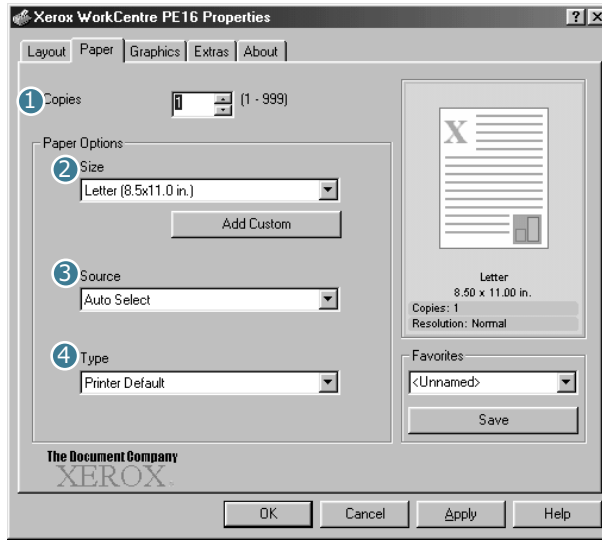 Xerox WorkCentre PE16 Properties
Layout Paper Graphics Extras About
1 Copies 1 (1 - 999)
Paper Options
2 Size
Letter (8.5x11.0 in.)
Add Custom
3 Source
Auto Select
4 Type
Printer Default
X
Letter
8.50 x 11.00 in.
Copies: 1
Resolution: Normal
Favorites
<Unnamed>
Save
The Document Company
XEROX
OK Cancel Apply Help